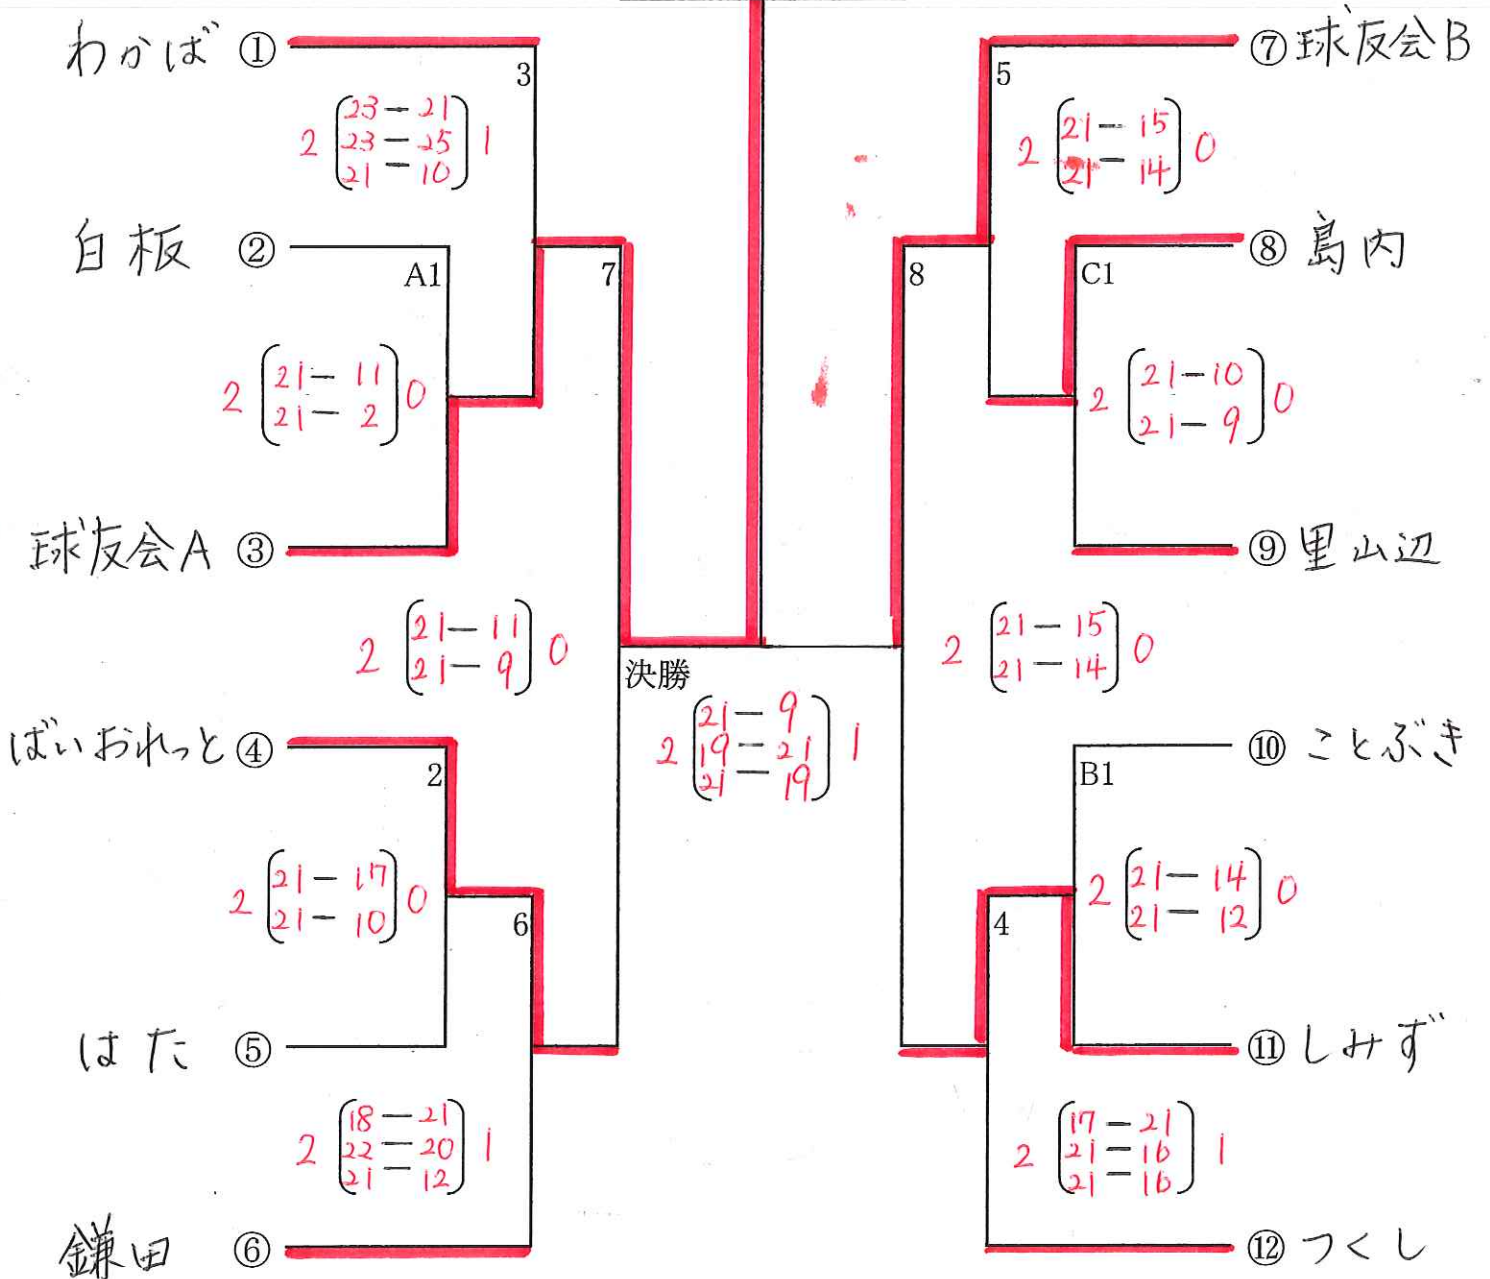 わかば ①
3
2 23－21 1
23－25
21－10
白板 ②
A1
7
2 21－11 0
21－2
球友会A ③
2 21－11 0
21－9
ばいおれっと ④
2
2 21－17 0
21－10
6
はた ⑤
2 18－21 1
22－20
21－12
鎌田 ⑥
決勝
2 21－9 1
19－21
21－19
⑦ 球友会B
5
2 21－15 0
21－14
⑧ 島内
8
C1
2 21－10 0
21－9
⑨ 里山辺
2 21－15 0
21－14
⑩ ことぶき
B1
2 21－14 0
21－12
4
⑪ しみず
2 17－21 1
21－16
21－16
⑫ つくし